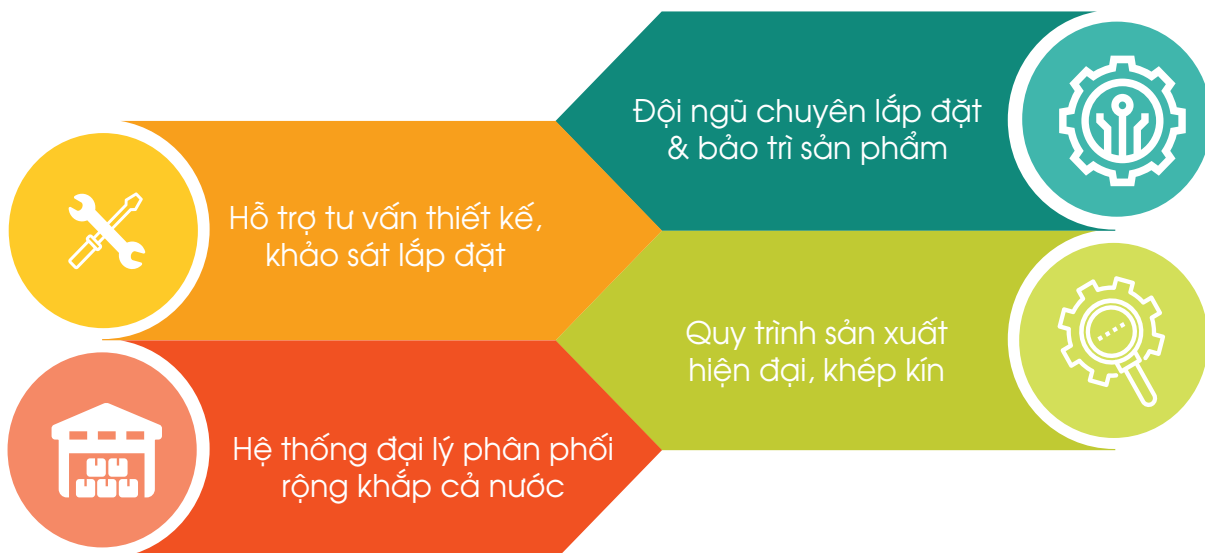 Đội ngũ chuyên lắp đặt
& bảo trì sản phẩm
Hỗ trợ tư vấn thiết kế,
khảo sát lắp đặt
Quy trình sản xuất
hiện đại, khép kín
Hệ thống đại lý phân phối
rộng khắp cả nước